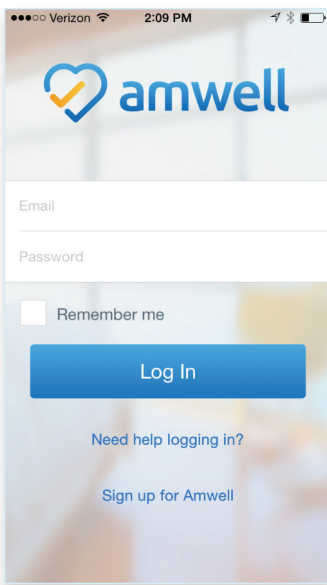 Verizon 2:09 PM
amwell
Email
Password
Remember me
Log In
Need help logging in?
Sign up for Amwell